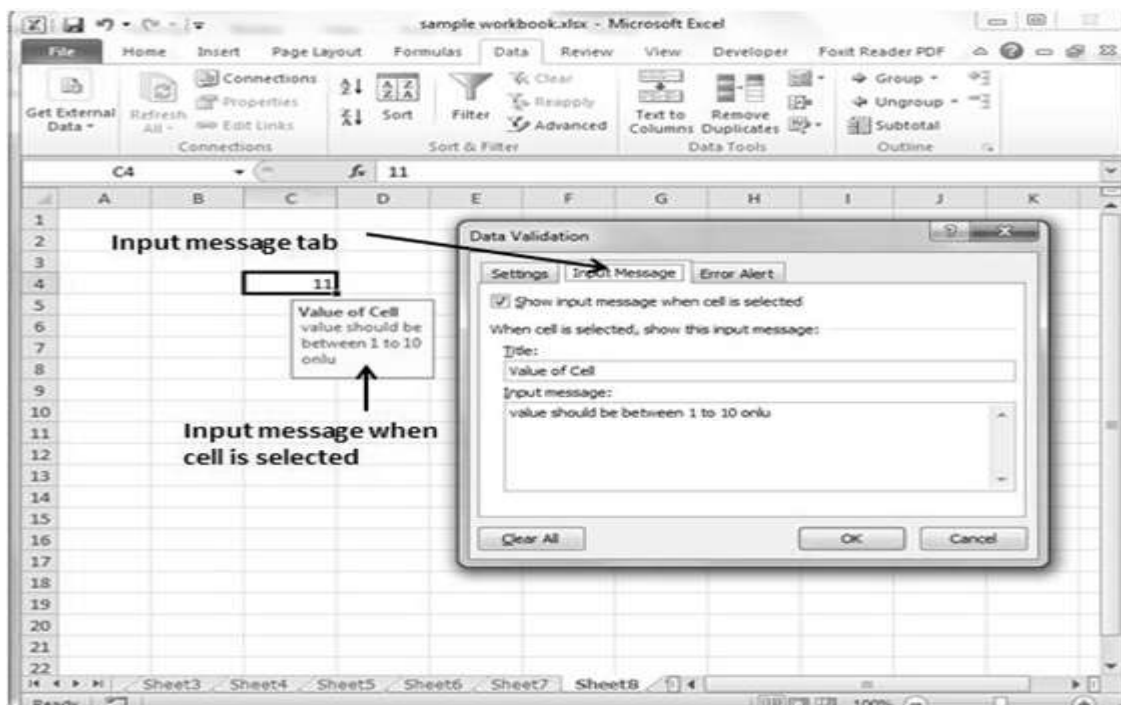 sample workbook.xlsx - Microsoft Excel
File Home Insert Page Layout Formulas Data Review View Developer Foxit Reader PDF
Get External Data
Refresh All
Connections
Properties
Edit Links
Connections
Sort
Filter
Clear
Reapply
Advanced
Sort & Filter
Text to Columns
Remove Duplicates
Data Tools
Group
Ungroup
Subtotal
Outline
C4 fx 11
A B C D E F G H I J K
1
2
3
4
5
6
7
8
9
10
11
12
13
14
15
16
17
18
19
20
21
22
Input message tab
11
Value of Cell
value should be
between 1 to 10
onlu
Input message when
cell is selected
Data Validation
Settings Input Message Error Alert
Show input message when cell is selected
When cell is selected, show this input message:
Title:
Value of Cell
Input message:
value should be between 1 to 10 onlu
Clear All OK Cancel
Sheet3 Sheet4 Sheet5 Sheet6 Sheet7 Sheet8
Ready 100%